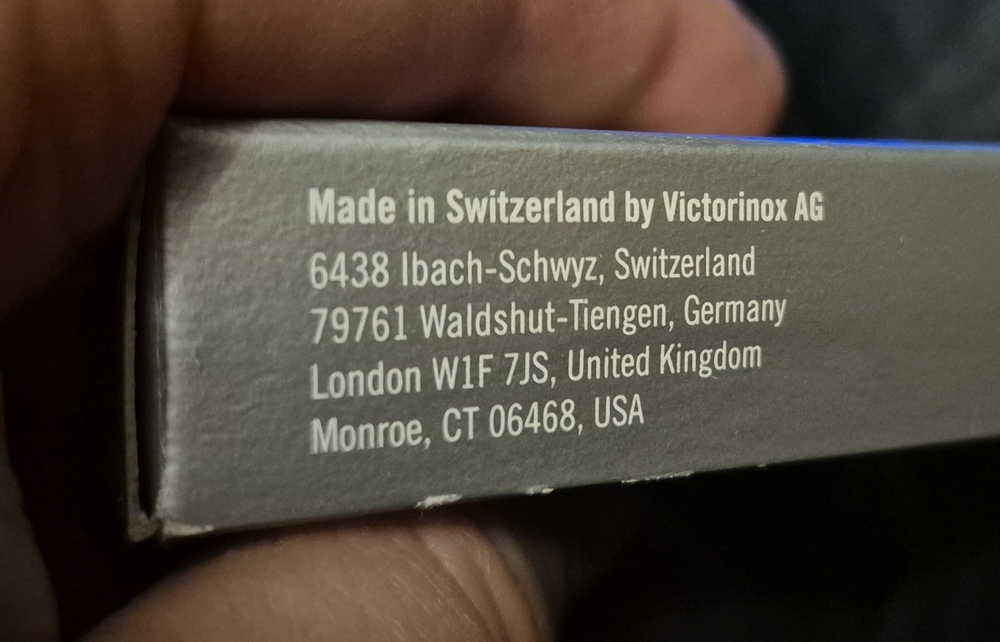 Made in Switzerland by Victorinox AG
6438 Ibach-Schwyz, Switzerland
79761 Waldshut-Tiengen, Germany
London W1F 7JS, United Kingdom
Monroe, CT 06468, USA